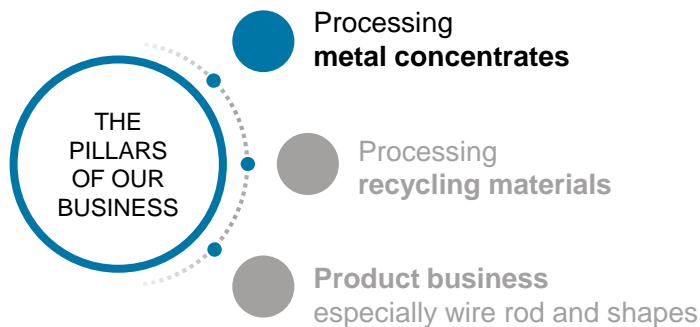 THE
PILLARS
OF OUR
BUSINESS
Processing
metal concentrates
Processing
recycling materials
Product business
especially wire rod and shapes